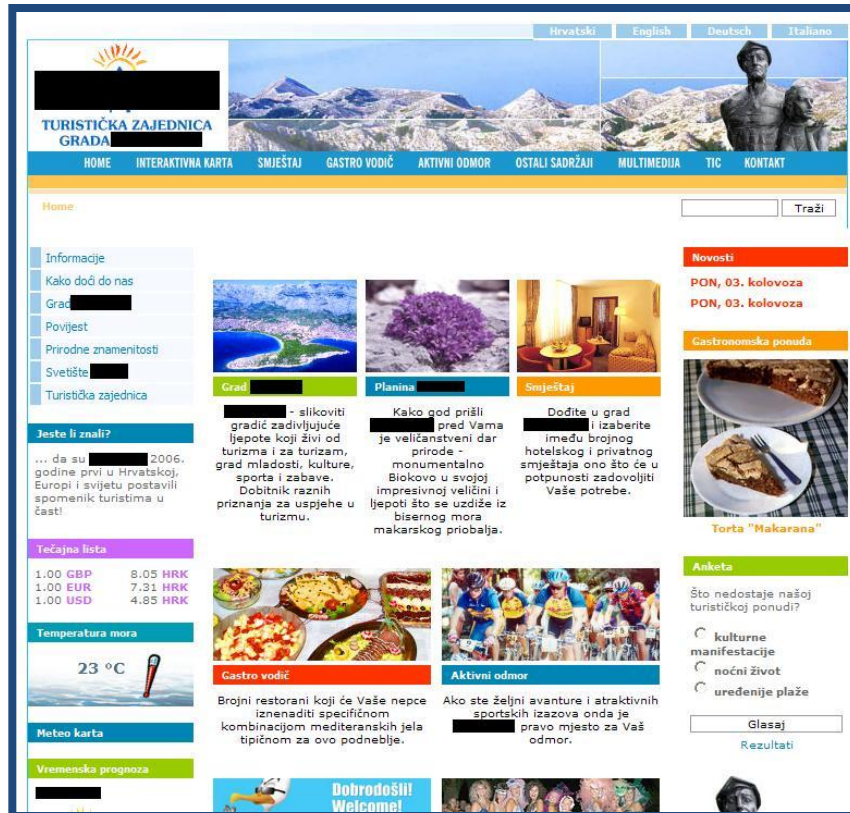 Hrvatski English Deutsch Italiano
TURISTIČKA ZAJEDNICA
GRADA
HOME INTERAKTIVNA KARTA SMJEŠTAJ GASTRO VODIČ AKTIVNI ODMOR OSTALI SADRŽAJI MULTIMEDIJA TIC KONTAKT
Home
Traži
Informacije
Kako doći do nas
Grad
Povijest
Prirodne znamenitosti
Svetište
Turistička zajednica
Jeste li znali?
... da su 2006.
godine prvi u Hrvatskoj,
Europi i svijetu postavili
spomenik turistima u
čast!
Tečajna lista
1.00 GBP 8.05 HRK
1.00 EUR 7.31 HRK
1.00 USD 4.85 HRK
Temperatura mora
23 °C
Meteo karta
Vremenska prognoza
Grad
- slikoviti
gradić zadivljujuće
ljepote koji živi od
turizma i za turizam,
grad mladosti, kulture,
sporta i zabave.
Dobitnik raznih
priznanja za uspjehe u
turizmu.
Planina
Kako god prišli
pred Vama
je veličanstveni dar
prirode -
monumentalno
Biokovo u svojoj
impresivnoj veličini i
ljepoti što se uzdiže iz
bisernog mora
makarskog priobalja.
Smještaj
Dođite u grad
i izaberite
među brojnog
hotelskog i privatnog
smještaja ono što će u
potpunosti zadovoljiti
Vaše potrebe.
Gastro vodič
Brojni restorani koji će Vaše nepce
iznenaditi specifičnom
kombinacijom mediteranskih jela
tipičnom za ovo podneblje.
Aktivni odmor
Ako ste željni avanture i atraktivnih
sportskih izazova onda je
pravo mjesto za Vaš
odmor.
Dobrodošli!
Welcome!
Novosti
PON, 03. kolovoza
PON, 03. kolovoza
Gastronomska ponuda
Torta "Makarana"
Anketa
Što nedostaje našoj
turističkoj ponudi?
kulturne
manifestacije
noćni život
uređenije plaže
Glasaj
Rezultati